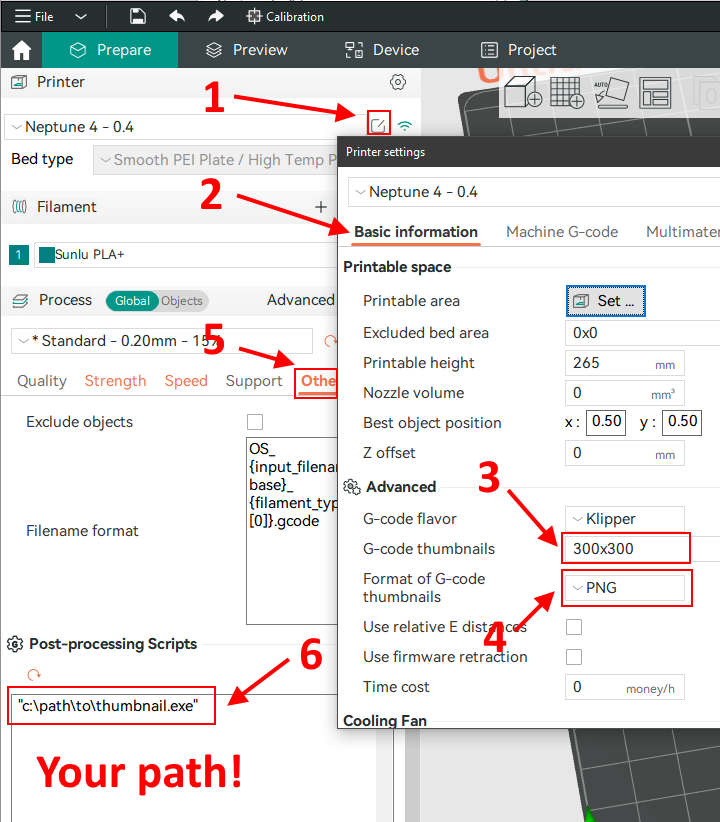 File
Calibration
Prepare
Preview
Device
Project
Printer
1
Neptune 4 - 0.4
Bed type
Smooth PEI Plate / High Temp P
AUTO
Printer settings
2
Neptune 4 - 0.4
Filament
Basic information
Machine G-code
Multimater
1
Sunlu PLA+
Printable space
Process
Global
Objects
Advanced
Printable area
Set ...
* Standard - 0.20mm - 15%
5
Excluded bed area
0x0
Printable height
265
mm
Quality
Strength
Speed
Support
Othe
Nozzle volume
0
mm³
Exclude objects
Best object position
x :
0.50
y :
0.50
OS_
{input_filenam
base}_
{filament_typ
[0]}.gcode
Filename format
Z offset
0
mm
3
Advanced
G-code flavor
Klipper
G-code thumbnails
300x300
Format of G-code
thumbnails
PNG
4
Use relative E distances
Post-processing Scripts
6
Use firmware retraction
Time cost
0
money/h
"c:\path\to\thumbnail.exe"
Cooling Fan
Your path!